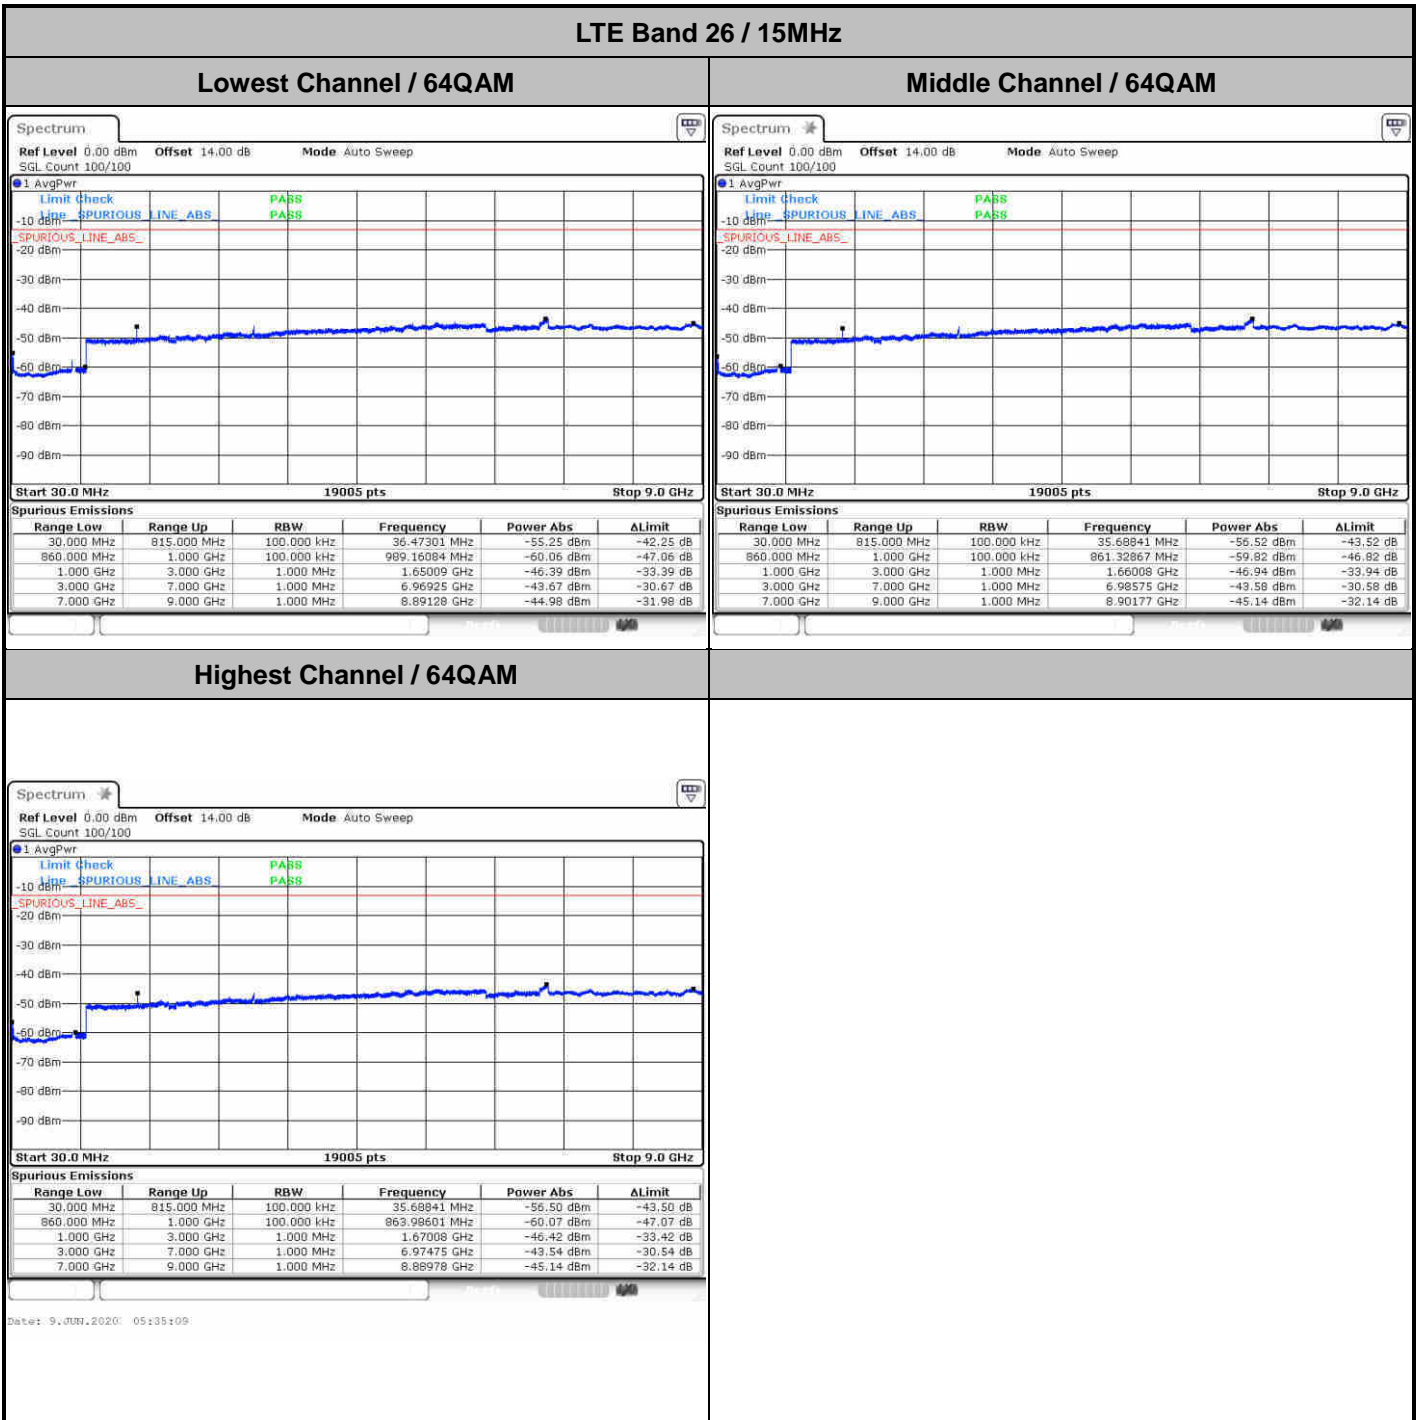 LTE Band 26 / 15MHz
Lowest Channel / 64QAM
Middle Channel / 64QAM
Spectrum
Ref Level 0.00 dBm Offset 14.00 dB Mode Auto Sweep
SGL Count 100/100
1 AvgPwr
Limit Check PASS
Line _SPURIOUS_LINE_ABS_ PASS
-10 dBm
_SPURIOUS_LINE_ABS_
-20 dBm
-30 dBm
-40 dBm
-50 dBm
-60 dBm
-70 dBm
-80 dBm
-90 dBm
Start 30.0 MHz 19005 pts Stop 9.0 GHz
Spurious Emissions
Range Low Range Up RBW Frequency Power Abs ΔLimit
30.000 MHz 815.000 MHz 100.000 kHz 36.47301 MHz -55.25 dBm -42.25 dB
860.000 MHz 1.000 GHz 100.000 kHz 989.16084 MHz -60.06 dBm -47.06 dB
1.000 GHz 3.000 GHz 1.000 MHz 1.65009 GHz -46.39 dBm -33.39 dB
3.000 GHz 7.000 GHz 1.000 MHz 6.96925 GHz -43.67 dBm -30.67 dB
7.000 GHz 9.000 GHz 1.000 MHz 8.89128 GHz -44.98 dBm -31.98 dB
Spectrum
Ref Level 0.00 dBm Offset 14.00 dB Mode Auto Sweep
SGL Count 100/100
1 AvgPwr
Limit Check PASS
Line _SPURIOUS_LINE_ABS_ PASS
-10 dBm
_SPURIOUS_LINE_ABS_
-20 dBm
-30 dBm
-40 dBm
-50 dBm
-60 dBm
-70 dBm
-80 dBm
-90 dBm
Start 30.0 MHz 19005 pts Stop 9.0 GHz
Spurious Emissions
Range Low Range Up RBW Frequency Power Abs ΔLimit
30.000 MHz 815.000 MHz 100.000 kHz 35.68841 MHz -56.52 dBm -43.52 dB
860.000 MHz 1.000 GHz 100.000 kHz 861.32867 MHz -59.82 dBm -46.82 dB
1.000 GHz 3.000 GHz 1.000 MHz 1.66008 GHz -46.94 dBm -33.94 dB
3.000 GHz 7.000 GHz 1.000 MHz 6.98575 GHz -43.58 dBm -30.58 dB
7.000 GHz 9.000 GHz 1.000 MHz 8.90177 GHz -45.14 dBm -32.14 dB
Highest Channel / 64QAM
Spectrum
Ref Level 0.00 dBm Offset 14.00 dB Mode Auto Sweep
SGL Count 100/100
1 AvgPwr
Limit Check PASS
Line _SPURIOUS_LINE_ABS_ PASS
-10 dBm
_SPURIOUS_LINE_ABS_
-20 dBm
-30 dBm
-40 dBm
-50 dBm
-60 dBm
-70 dBm
-80 dBm
-90 dBm
Start 30.0 MHz 19005 pts Stop 9.0 GHz
Spurious Emissions
Range Low Range Up RBW Frequency Power Abs ΔLimit
30.000 MHz 815.000 MHz 100.000 kHz 35.68841 MHz -56.50 dBm -43.50 dB
860.000 MHz 1.000 GHz 100.000 kHz 863.98601 MHz -60.07 dBm -47.07 dB
1.000 GHz 3.000 GHz 1.000 MHz 1.67008 GHz -46.42 dBm -33.42 dB
3.000 GHz 7.000 GHz 1.000 MHz 6.97475 GHz -43.54 dBm -30.54 dB
7.000 GHz 9.000 GHz 1.000 MHz 8.88978 GHz -45.14 dBm -32.14 dB
Date: 9.JUN.2020 05:35:09